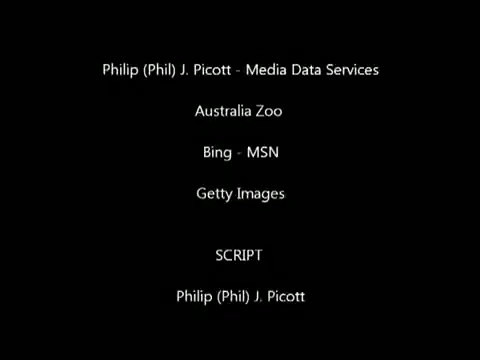 Philip (Phil) J. Picott - Media Data Services
Australia Zoo
Bing - MSN
Getty Images
SCRIPT
Philip (Phil) J. Picott